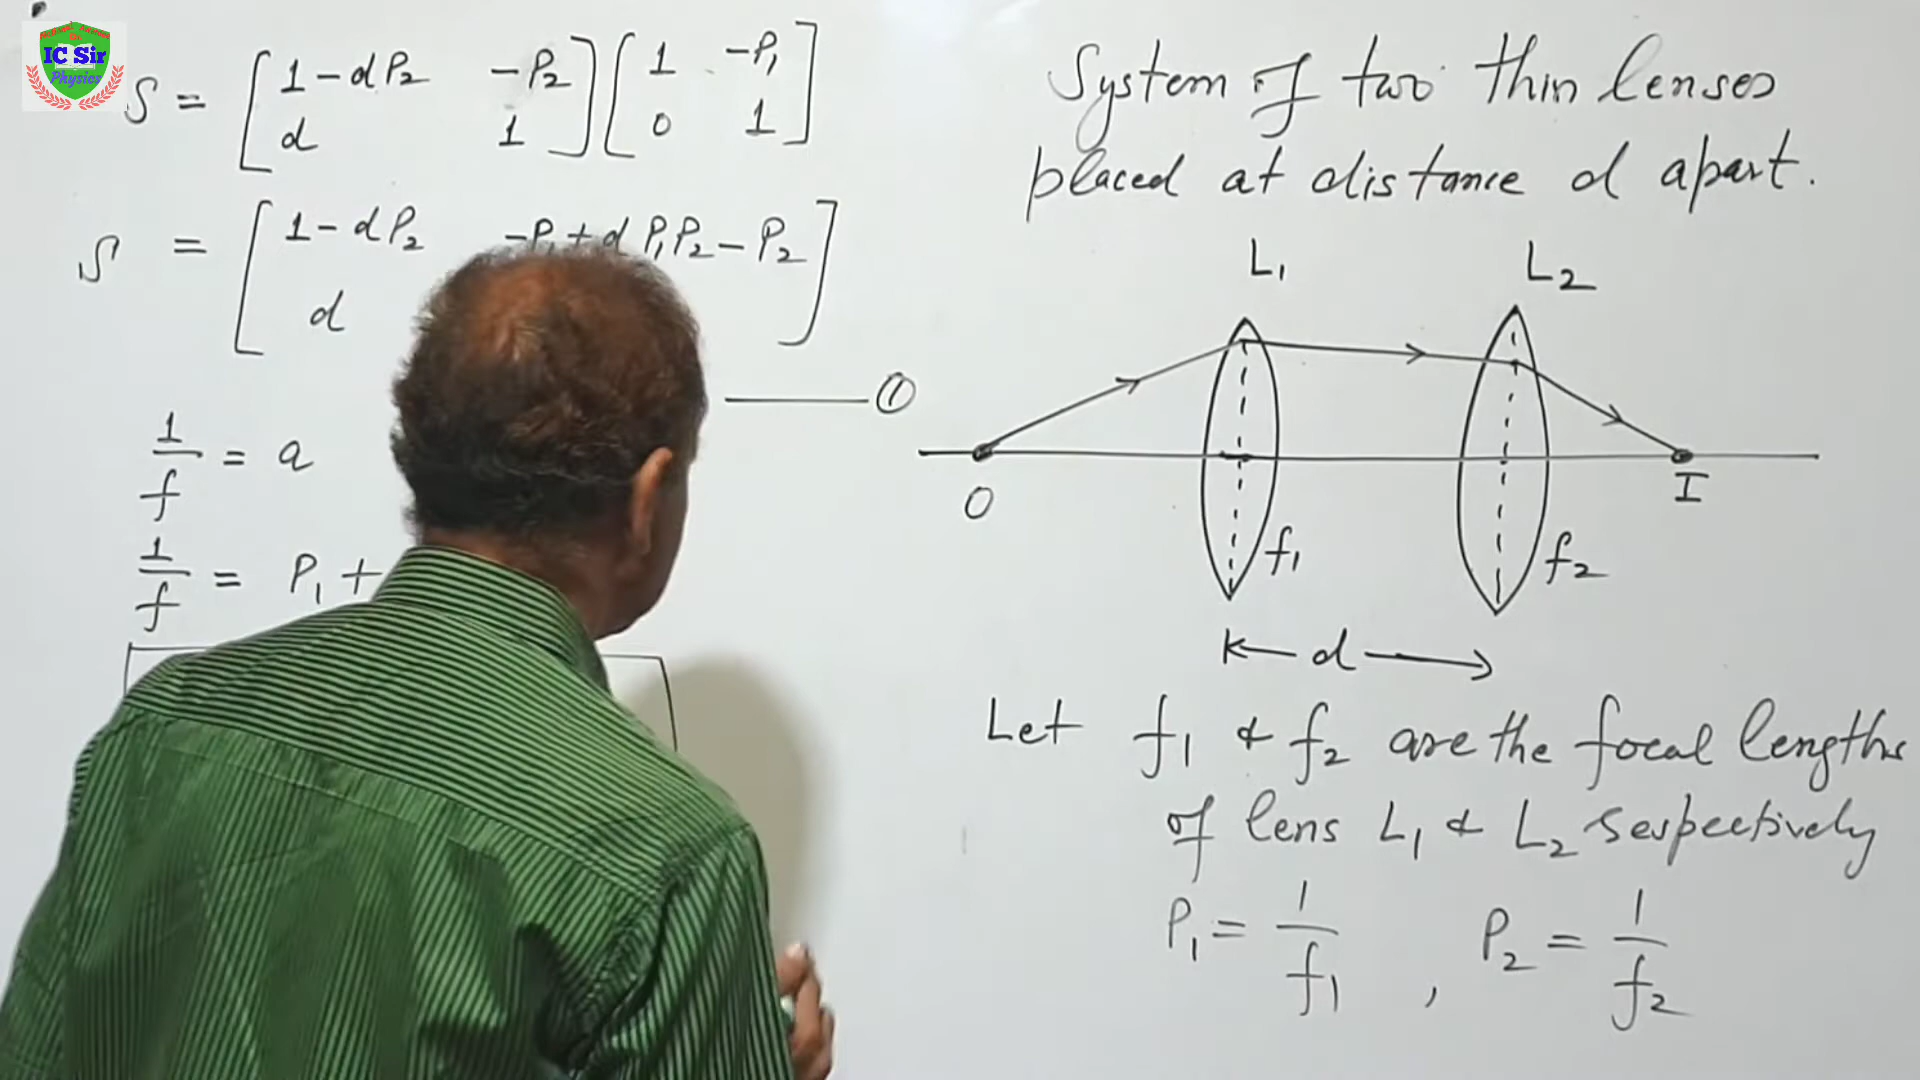 IC Sir
Physics
S = [ 1-dP₂ -P₂ ] [ 1 -P₁ ]
d 1 0 1
S = [ 1-dP₂ -P₁+dP₁P₂-P₂ ]
d
①
1/f = a
1/f = P₁+
System of two thin lenses
placed at distance d apart.
L₁ L₂
O I
f₁ f₂
d
Let f₁ & f₂ are the focal lengths
of lens L₁ & L₂ respectively
P₁ = 1/f₁ , P₂ = 1/f₂